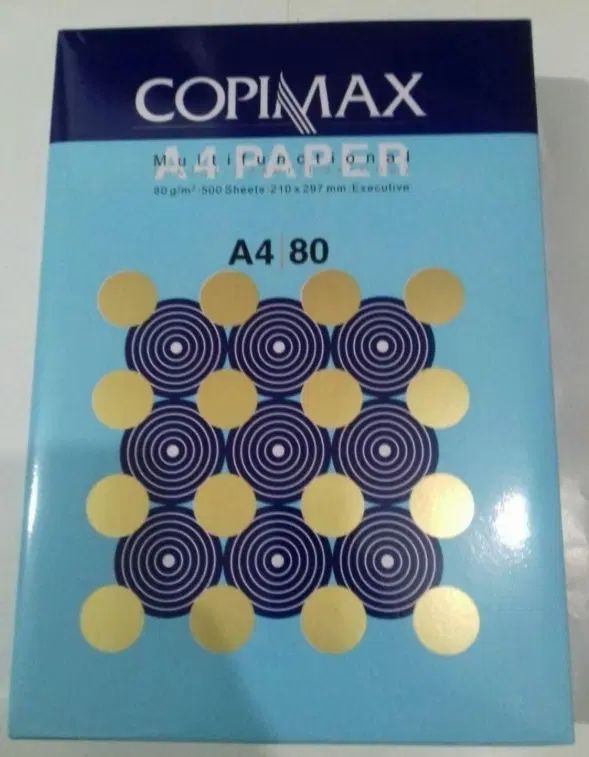 COPIMAX
A4 PAPER
Multifunctional
80 g/m² 500 Sheets 210 x 297 mm Executive
A4 80